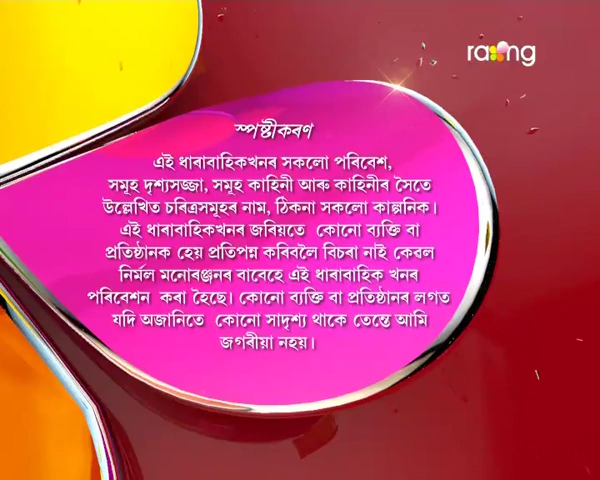 raong
স্পষ্টীকৰণ
এই ধাৰাবাহিকখনৰ সকলো পৰিবেশ,
সমূহ দৃশ্যসজ্জা, সমূহ কাহিনী আৰু কাহিনীৰ সৈতে
উল্লেখিত চৰিত্ৰসমূহৰ নাম, ঠিকনা সকলো কাল্পনিক।
এই ধাৰাবাহিকখনৰ জৰিয়তে কোনো ব্যক্তি বা
প্ৰতিষ্ঠানক হেয় প্ৰতিপন্ন কৰিবলৈ বিচৰা নাই কেৱল
নিৰ্মল মনোৰঞ্জনৰ বাবেহে এই ধাৰাবাহিক খনৰ
পৰিবেশন কৰা হৈছে। কোনো ব্যক্তি বা প্ৰতিষ্ঠানৰ লগত
যদি অজানিতে কোনো সাদৃশ্য থাকে তেন্তে আমি
জগৰীয়া নহয়।